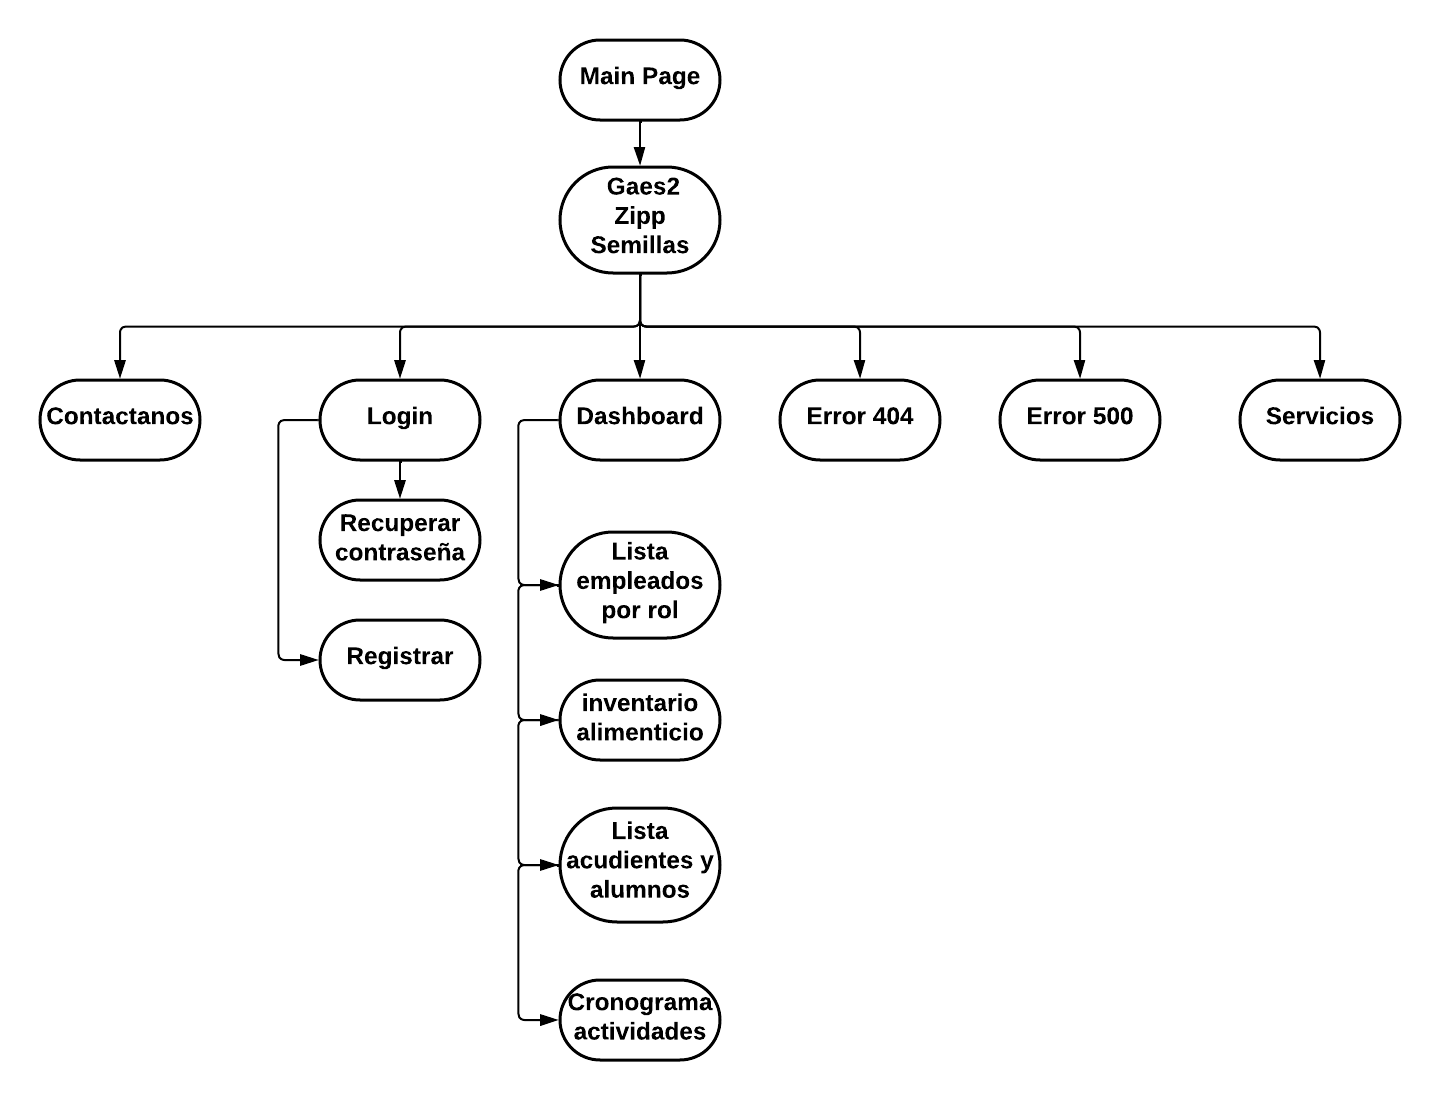 Main Page
Gaes2
Zipp
Semillas
Contactanos
Login
Dashboard
Error 404
Error 500
Servicios
Recuperar
contraseña
Registrar
Lista
empleados
por rol
inventario
alimenticio
Lista
acudientes y
alumnos
Cronograma
actividades